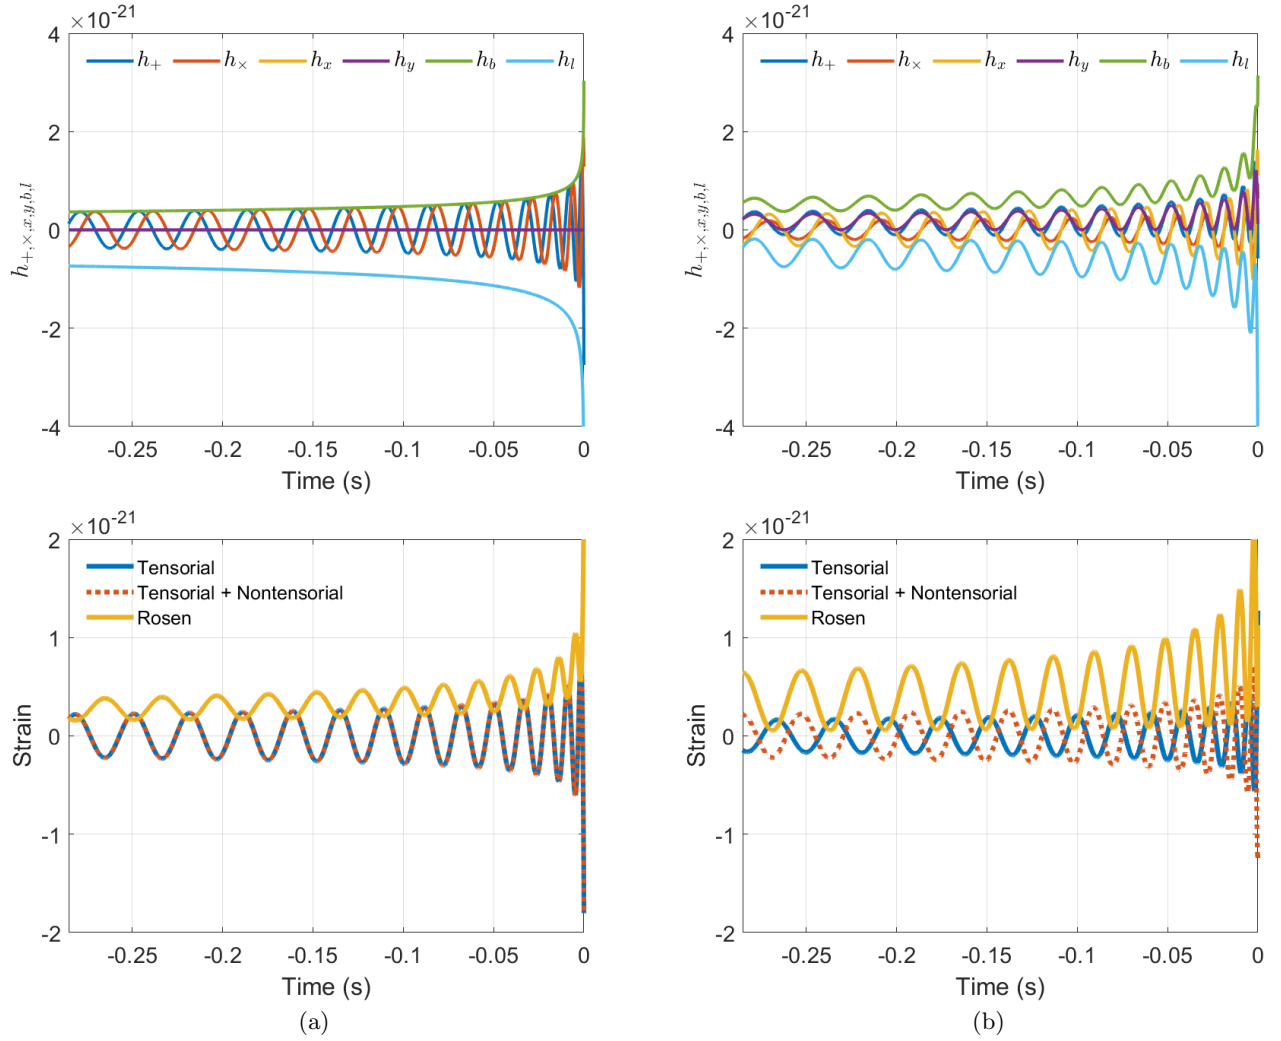 ×10⁻²¹
h₊ h× hₓ h_y h_b h_l
4
2
0
-2
-4
h₊,×,x,y,b,l
-0.25 -0.2 -0.15 -0.1 -0.05 0
Time (s)
×10⁻²¹
h₊ h× hₓ h_y h_b h_l
4
2
0
-2
-4
h₊,×,x,y,b,l
-0.25 -0.2 -0.15 -0.1 -0.05 0
Time (s)
×10⁻²¹
Tensorial
Tensorial + Nontensorial
Rosen
2
1
0
-1
-2
Strain
-0.25 -0.2 -0.15 -0.1 -0.05 0
Time (s)
(a)
×10⁻²¹
Tensorial
Tensorial + Nontensorial
Rosen
2
1
0
-1
-2
Strain
-0.25 -0.2 -0.15 -0.1 -0.05 0
Time (s)
(b)